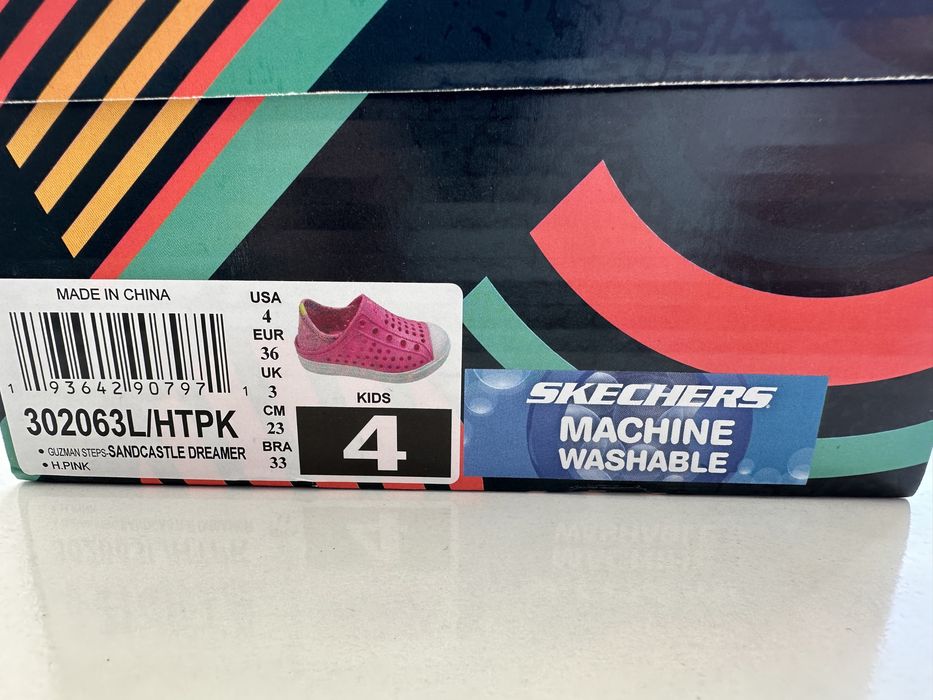 MADE IN CHINA
1 93642 90797 1
302063L/HTPK
• GUZMAN STEPS-SANDCASTLE DREAMER
• H.PINK
USA
4
EUR
36
UK
3
CM
23
BRA
33
KIDS
4
SKECHERS
MACHINE
WASHABLE